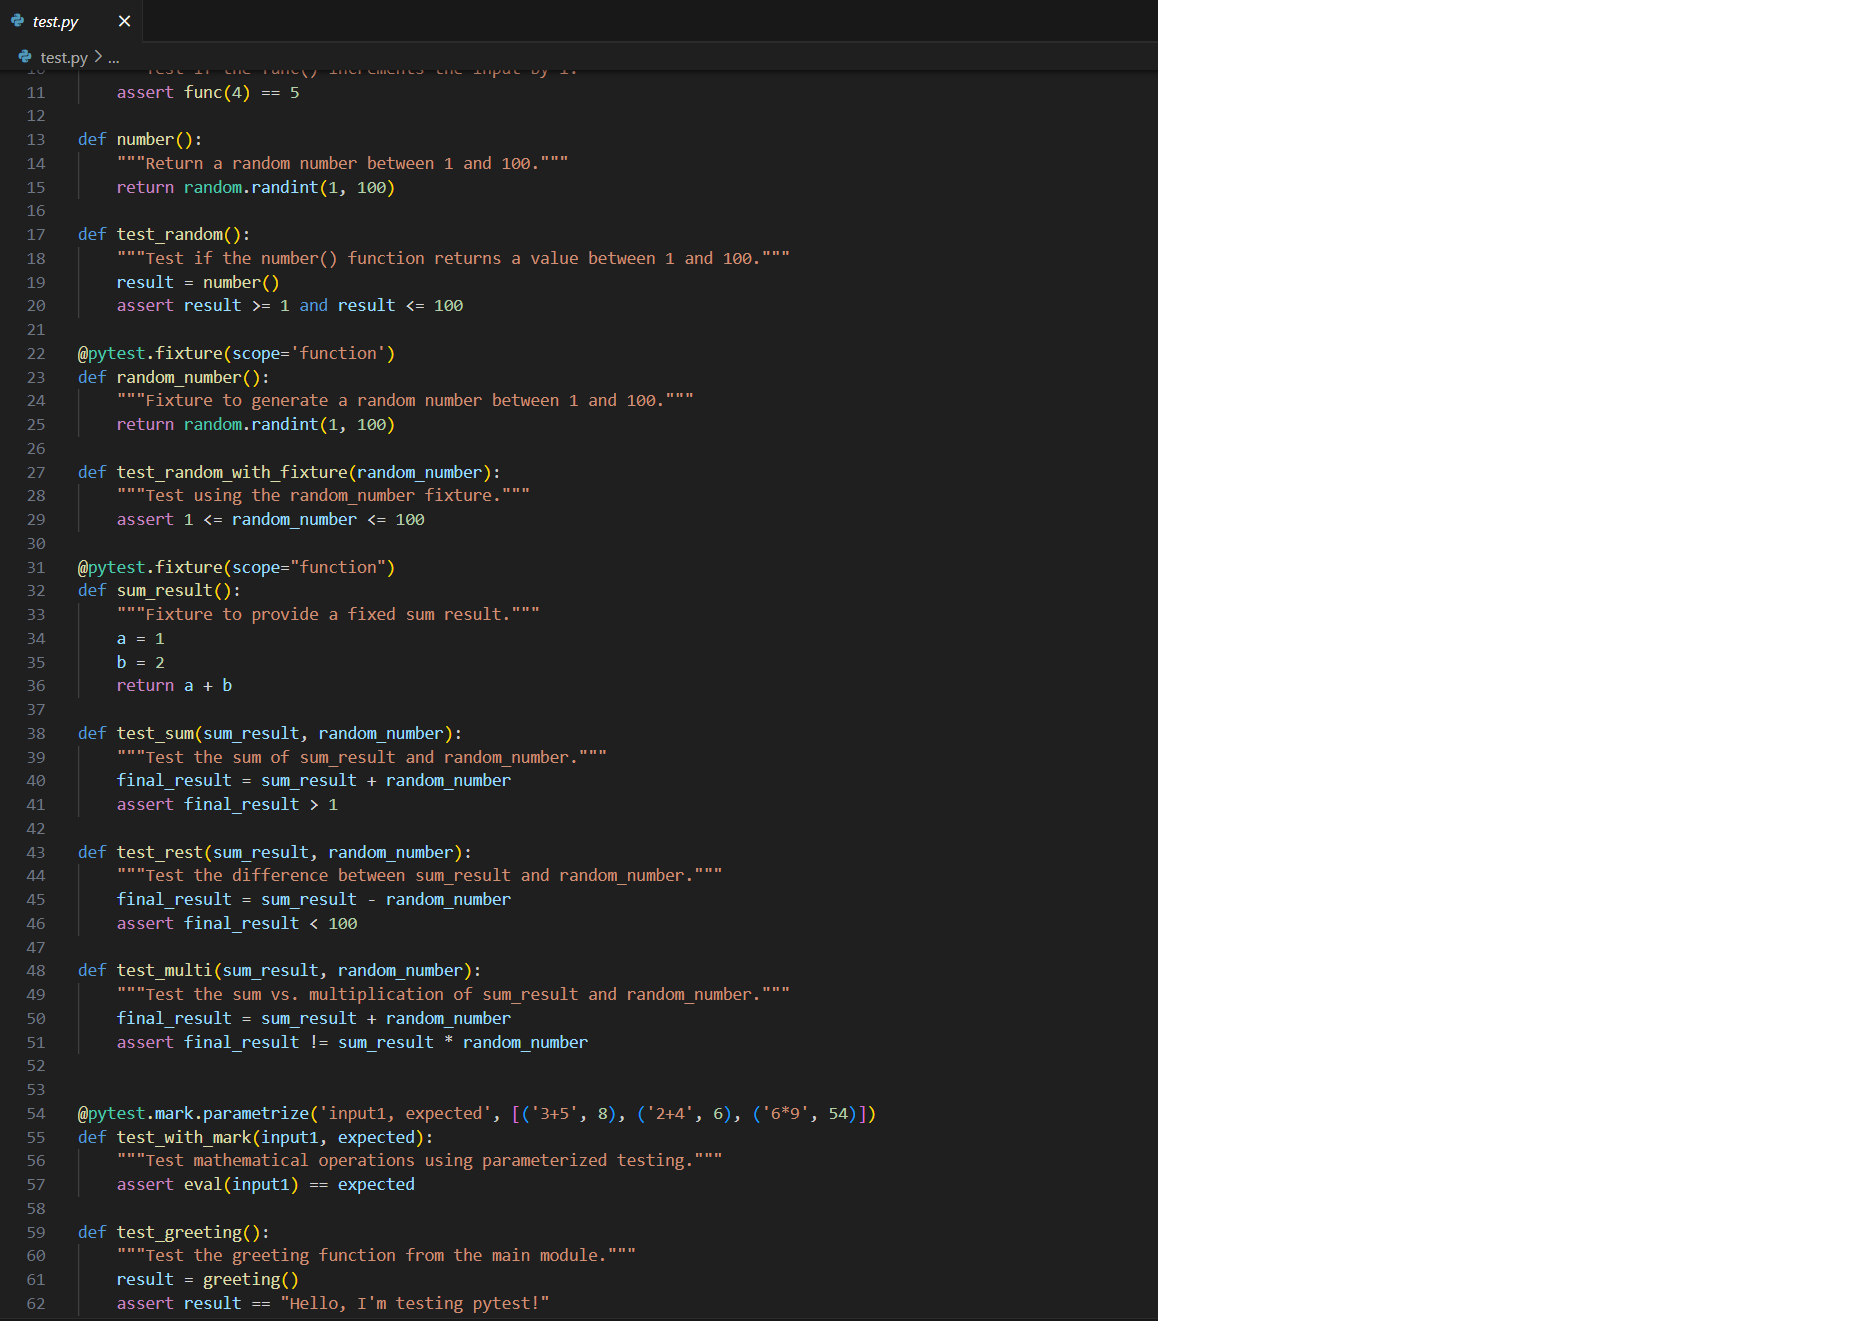 test.py
test.py > ...
10 """Test if the func() increments the input by 1."""
11 assert func(4) == 5
12
13 def number():
14 """Return a random number between 1 and 100."""
15 return random.randint(1, 100)
16
17 def test_random():
18 """Test if the number() function returns a value between 1 and 100."""
19 result = number()
20 assert result >= 1 and result <= 100
21
22 @pytest.fixture(scope='function')
23 def random_number():
24 """Fixture to generate a random number between 1 and 100."""
25 return random.randint(1, 100)
26
27 def test_random_with_fixture(random_number):
28 """Test using the random_number fixture."""
29 assert 1 <= random_number <= 100
30
31 @pytest.fixture(scope="function")
32 def sum_result():
33 """Fixture to provide a fixed sum result."""
34 a = 1
35 b = 2
36 return a + b
37
38 def test_sum(sum_result, random_number):
39 """Test the sum of sum_result and random_number."""
40 final_result = sum_result + random_number
41 assert final_result > 1
42
43 def test_rest(sum_result, random_number):
44 """Test the difference between sum_result and random_number."""
45 final_result = sum_result - random_number
46 assert final_result < 100
47
48 def test_multi(sum_result, random_number):
49 """Test the sum vs. multiplication of sum_result and random_number."""
50 final_result = sum_result + random_number
51 assert final_result != sum_result * random_number
52
53
54 @pytest.mark.parametrize('input1, expected', [('3+5', 8), ('2+4', 6), ('6*9', 54)])
55 def test_with_mark(input1, expected):
56 """Test mathematical operations using parameterized testing."""
57 assert eval(input1) == expected
58
59 def test_greeting():
60 """Test the greeting function from the main module."""
61 result = greeting()
62 assert result == "Hello, I'm testing pytest!"